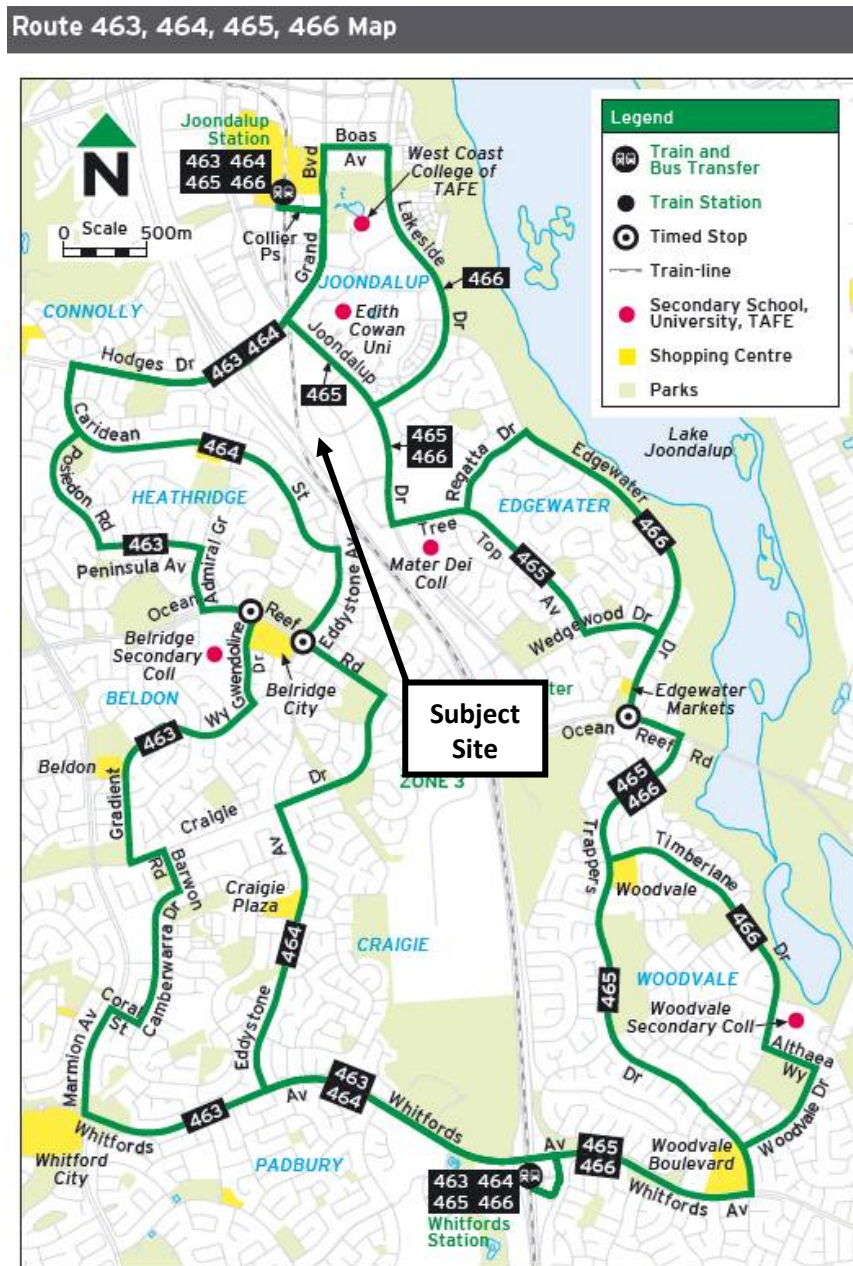 Route 463, 464, 465, 466 Map
Joondalup
Station
463 464
465 466
N
0 Scale 500m
Collier
Ps
Boas
Av
Grand
Bvd
West Coast
College of
TAFE
Lakeside
Dr
466
JOONDALUP
Edith
Cowan
Uni
Joondalup
Dr
465
465
466
Legend
Train and
Bus Transfer
Train Station
Timed Stop
Train-line
Secondary School,
University, TAFE
Shopping Centre
Parks
CONNOLLY
Hodges Dr
463 464
Caridean
St
464
Posiedon Rd
HEATHRIDGE
463
Peninsula Av
Admiral Gr
Ocean
Reef
Rd
Eddystone Av
Belridge
Secondary
Coll
Gwendoline
Dr
Belridge
City
BELDON
Wy
463
Beldon
Gradient
Craigie
Dr
Rd
Barwon
Camberwarra Dr
Coral
St
Marmion Av
Whitfords
463
Av
Whitford
City
PADBURY
Craigie
Plaza
Av
464
Eddystone
CRAIGIE
463
464
Whitfords
Av
ZONE 3
Subject
Site
ter
Lake
Joondalup
Regatta Dr
Edgewater
466
Dr
EDGEWATER
Tree
Top
Av
465
Mater Dei
Coll
Wedgewood Dr
Edgewater
Markets
Ocean
Reef
Rd
465
466
Trappers
Dr
Timberlane
Dr
466
Woodvale
WOODVALE
465
Woodvale
Secondary Coll
Althaea
Wy
Woodvale Dr
Woodvale
Boulevard
465
466
Whitfords
Av
463 464
465 466
Whitfords
Station